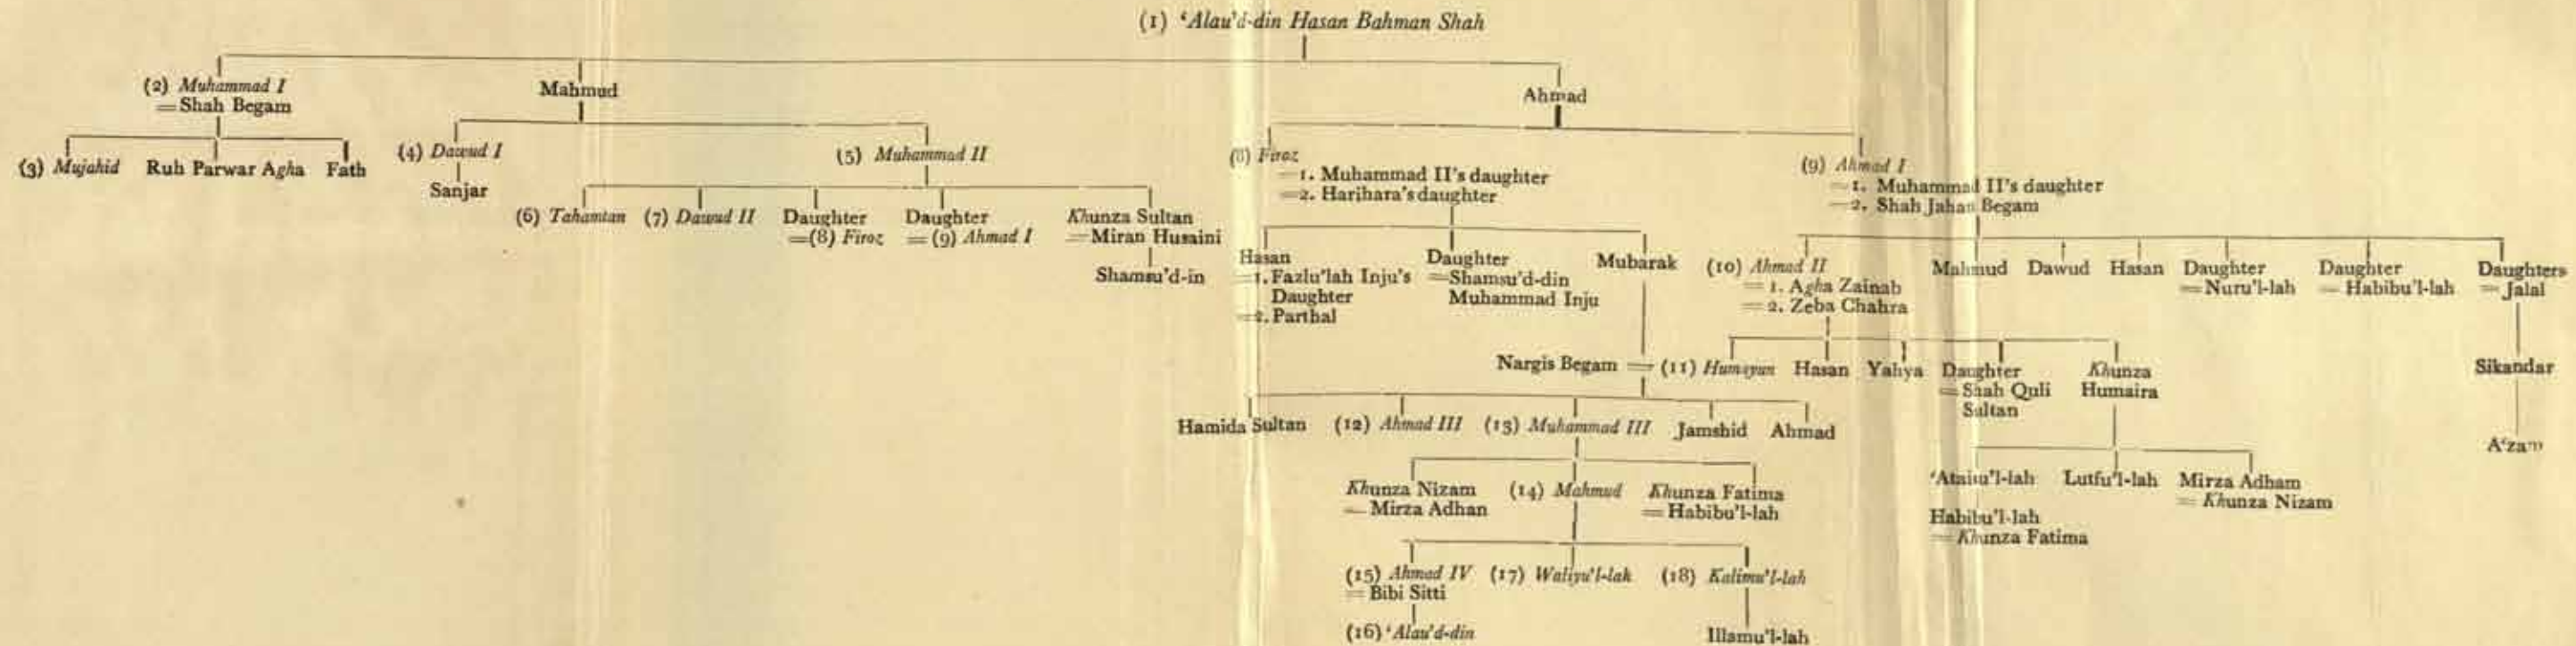 (1) ‘Alau'd-din Hasan Bahman Shah
(2) Muhammad I
=Shah Begam
Mahmud
Ahmad
(3) Mujahid
Ruh Parwar Agha
Fath
(4) Dawud I
Sanjar
(5) Muhammad II
(8) Firoz
=1. Muhammad II's daughter
=2. Harihara's daughter
(9) Ahmad I
=1. Muhammad II's daughter
=2. Shah Jahan Begam
(6) Tahamtan
(7) Dawud II
Daughter
=(8) Firoz
Daughter
=(9) Ahmad I
Khunza Sultan
=Miran Husaini
Shamsu'd-in
Hasan
=1. Fazlu'lah Inju's
Daughter
=2. Parthal
Daughter
=Shamsu'd-din
Muhammad Inju
Mubarak
(10) Ahmad II
=1. Agha Zainab
=2. Zeba Chahra
Mahmud
Dawud
Hasan
Daughter
=Nuru'l-lah
Daughter
=Habibu'l-lah
Daughters
=Jalal
Nargis Begam = (11) Humayun
Hasan
Yahya
Daughter
=Shah Quli
Sultan
Khunza
Humaira
Sikandar
A‘zam
Hamida Sultan
(12) Ahmad III
(13) Muhammad III
Jamshid
Ahmad
Khunza Nizam
=Mirza Adhan
(14) Mahmud
Khunza Fatima
=Habibu'l-lah
Lutfu'l-lah
Mirza Adham
=Khunza Nizam
Habibu'l-lah
=Khunza Fatima
(15) Ahmad IV
=Bibi Sitti
(17) Waliyu'l-lah
(18) Kalimu'l-lah
(16) ‘Alau'd-din
Illamu'l-lah